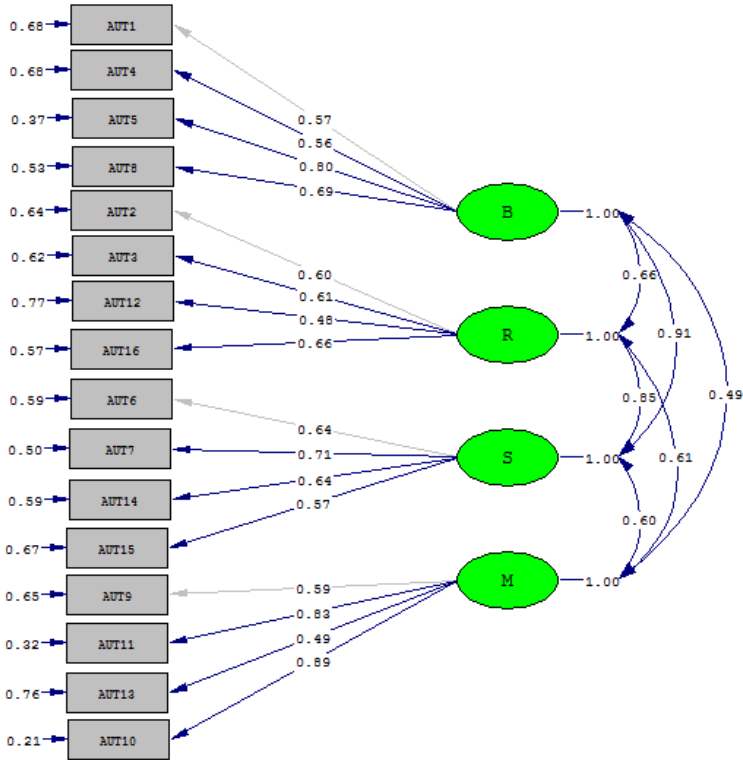 0.68 AUT1
0.68 AUT4
0.37 AUT5
0.53 AUT8
0.64 AUT2
0.62 AUT3
0.77 AUT12
0.57 AUT16
0.59 AUT6
0.50 AUT7
0.59 AUT14
0.67 AUT15
0.65 AUT9
0.32 AUT11
0.76 AUT13
0.21 AUT10
0.57
0.56
0.80
0.69
0.60
0.61
0.48
0.66
0.64
0.71
0.64
0.57
0.59
0.83
0.49
0.89
B 1.00
R 1.00
S 1.00
M 1.00
0.66
0.91
0.85
0.49
0.61
0.60